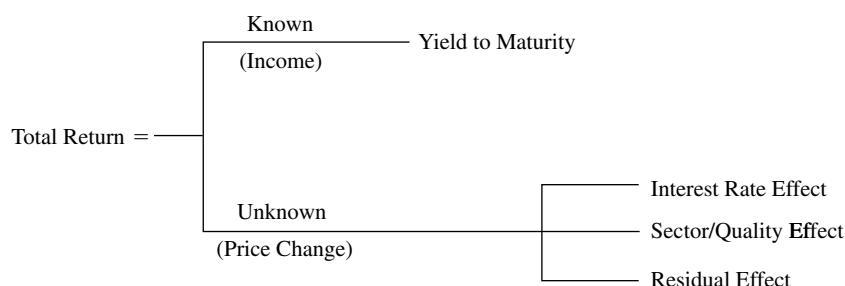 Known
(Income)
Yield to Maturity
Total Return =
Unknown
(Price Change)
Interest Rate Effect
Sector/Quality Effect
Residual Effect